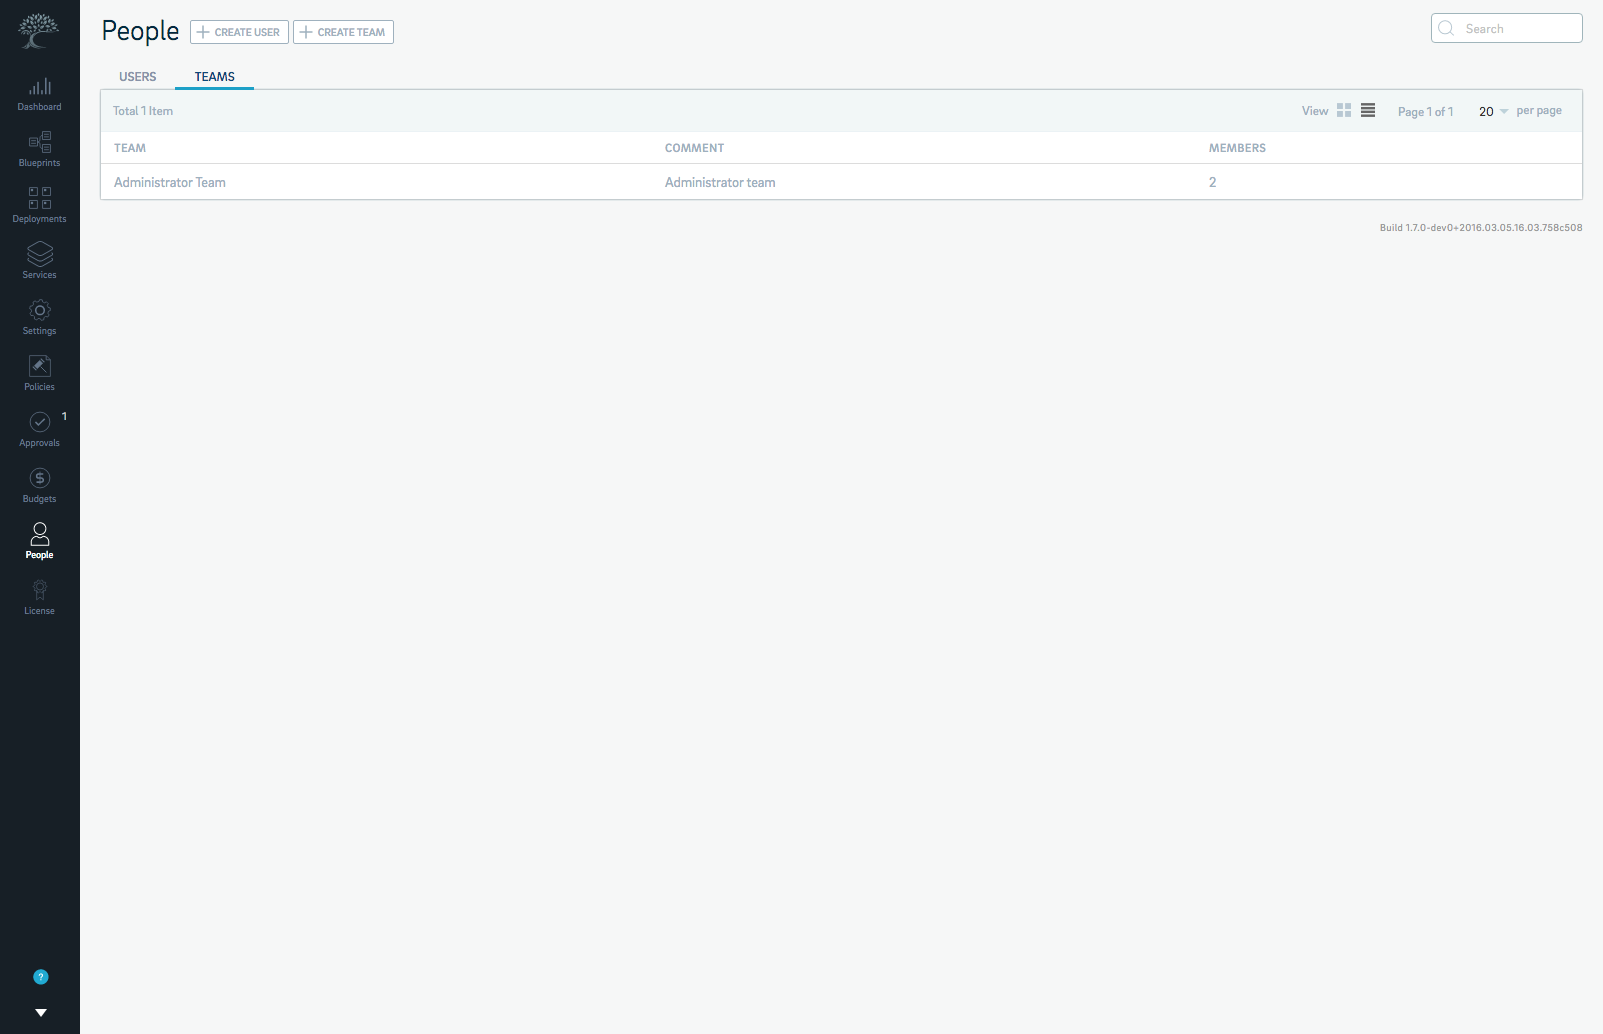 People
CREATE USER
CREATE TEAM
Search
USERS
TEAMS
Total 1 Item
View
Page 1 of 1
20
per page
TEAM
COMMENT
MEMBERS
Administrator Team
Administrator team
2
Build 1.7.0-dev0+2016.03.05.16.03.758c508
Dashboard
Blueprints
Deployments
Services
Settings
Policies
1
Approvals
$
Budgets
People
License
?